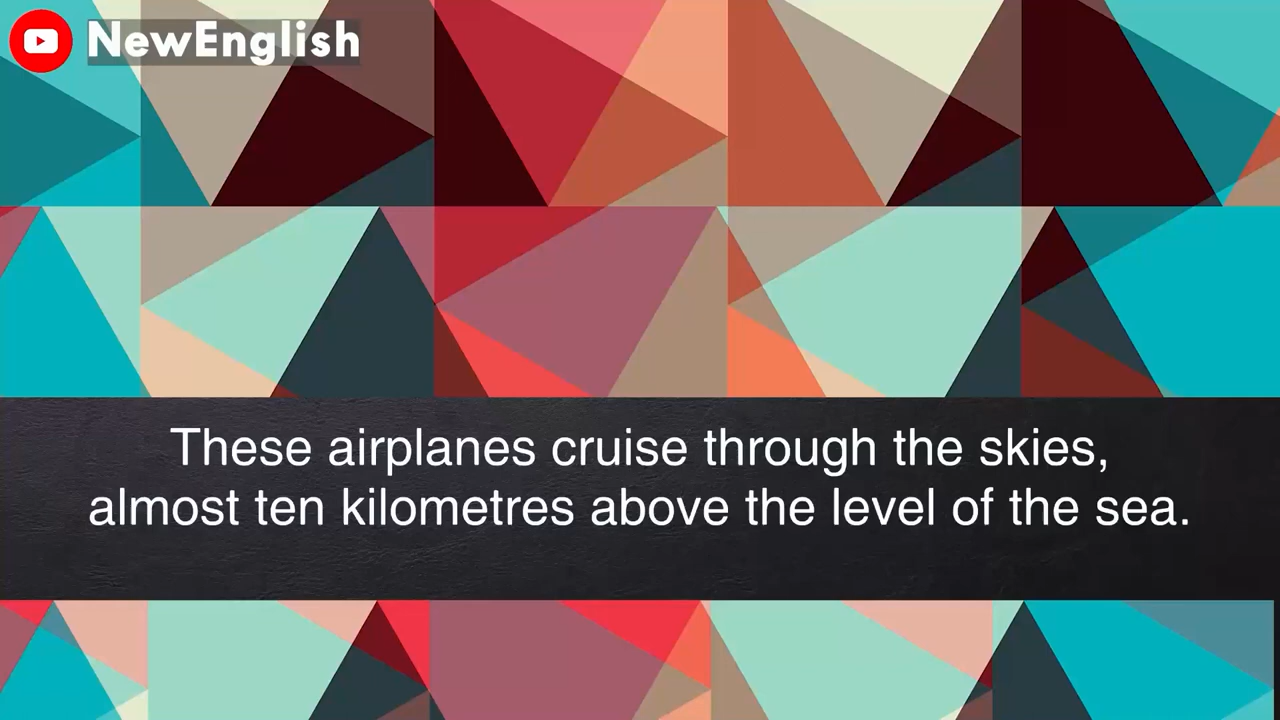 NewEnglish
These airplanes cruise through the skies,
almost ten kilometres above the level of the sea.